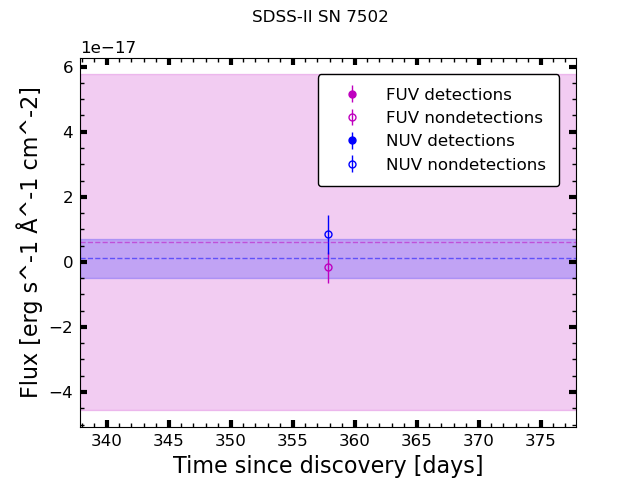 SDSS-II SN 7502
1e−17
6
4
2
0
−2
−4
Flux [erg s^-1 Å^-1 cm^-2]
FUV detections
FUV nondetections
NUV detections
NUV nondetections
340 345 350 355 360 365 370 375
Time since discovery [days]